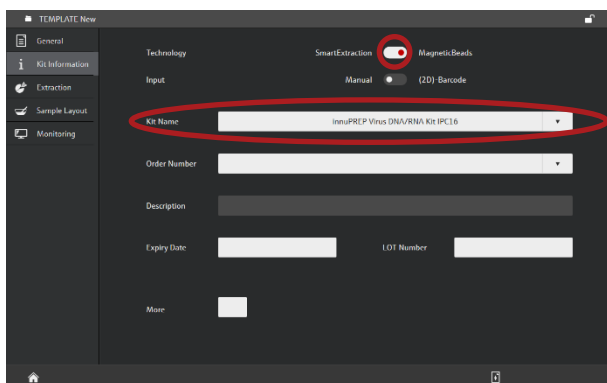 TEMPLATE New
General
Kit Information
Extraction
Sample Layout
Monitoring
Technology SmartExtraction MagneticBeads
Input Manual (2D)-Barcode
Kit Name innuPREP Virus DNA/RNA Kit IPC16
Order Number
Description
Expiry Date LOT Number
More